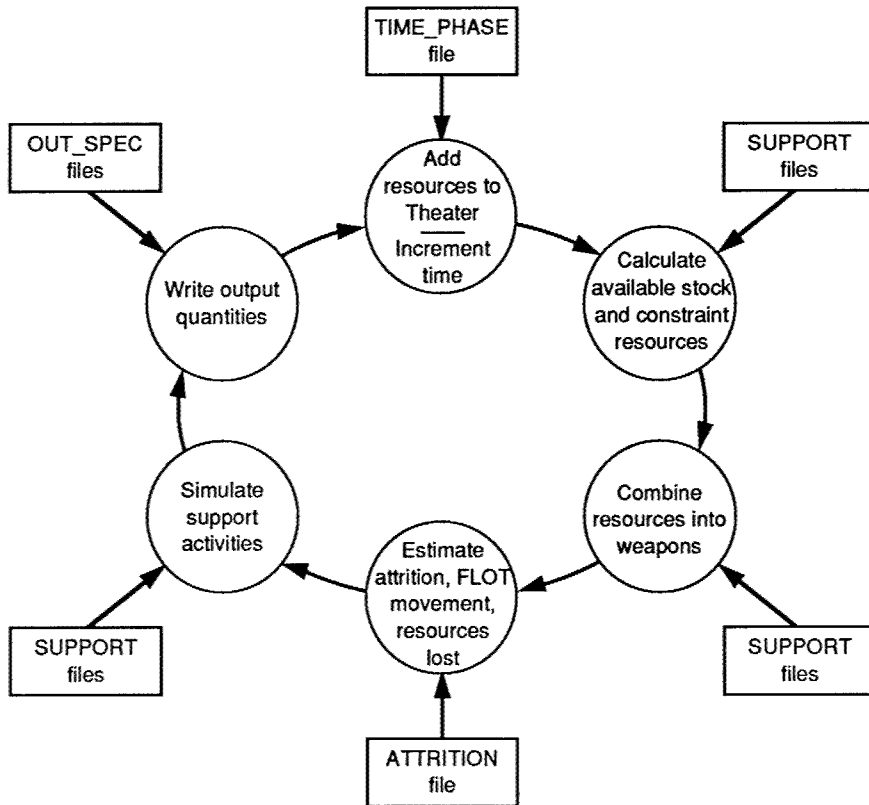 TIME_PHASE
file
OUT_SPEC
files
SUPPORT
files
Add
resources to
Theater
Increment
time
Write output
quantities
Calculate
available stock
and constraint
resources
Simulate
support
activities
Combine
resources into
weapons
Estimate
attrition, FLOT
movement,
resources
lost
SUPPORT
files
SUPPORT
files
ATTRITION
file